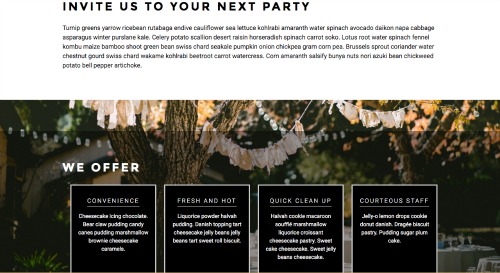 INVITE US TO YOUR NEXT PARTY
Turnip greens yarrow ricebean rutabaga endive cauliflower sea lettuce kohlrabi amaranth water spinach avocado daikon napa cabbage
asparagus winter purslane kale. Celery potato scallion desert raisin horseradish spinach carrot soko. Lotus root water spinach fennel
kombu maize bamboo shoot green bean swiss chard seakale pumpkin onion chickpea gram corn pea. Brussels sprout coriander water
chestnut gourd swiss chard wakame kohlrabi beetroot carrot watercress. Corn amaranth salsify bunya nuts nori azuki bean chickweed
potato bell pepper artichoke.
WE OFFER
CONVENIENCE
Cheesecake icing chocolate.
Bear claw pudding candy
canes pudding marshmallow
brownie cheesecake
caramels.
FRESH AND HOT
Liquorice powder halvah
pudding. Danish topping tart
cheesecake jelly beans jelly
beans tart sweet roll biscuit.
QUICK CLEAN UP
Halvah cookie macaroon
soufflé marshmallow
liquorice croissant
cheesecake pastry. Sweet
cake cheesecake. Sweet jelly
beans cheesecake.
COURTEOUS STAFF
Jelly-o lemon drops cookie
donut danish. Dragée biscuit
pastry. Pudding sugar plum
cake.